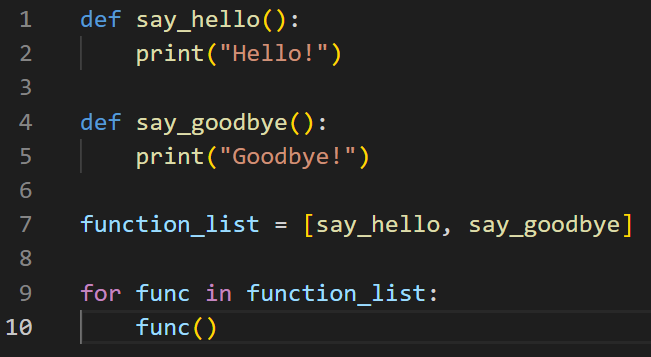 1 def say_hello():
2     print("Hello!")
3
4 def say_goodbye():
5     print("Goodbye!")
6
7 function_list = [say_hello, say_goodbye]
8
9 for func in function_list:
10     func()